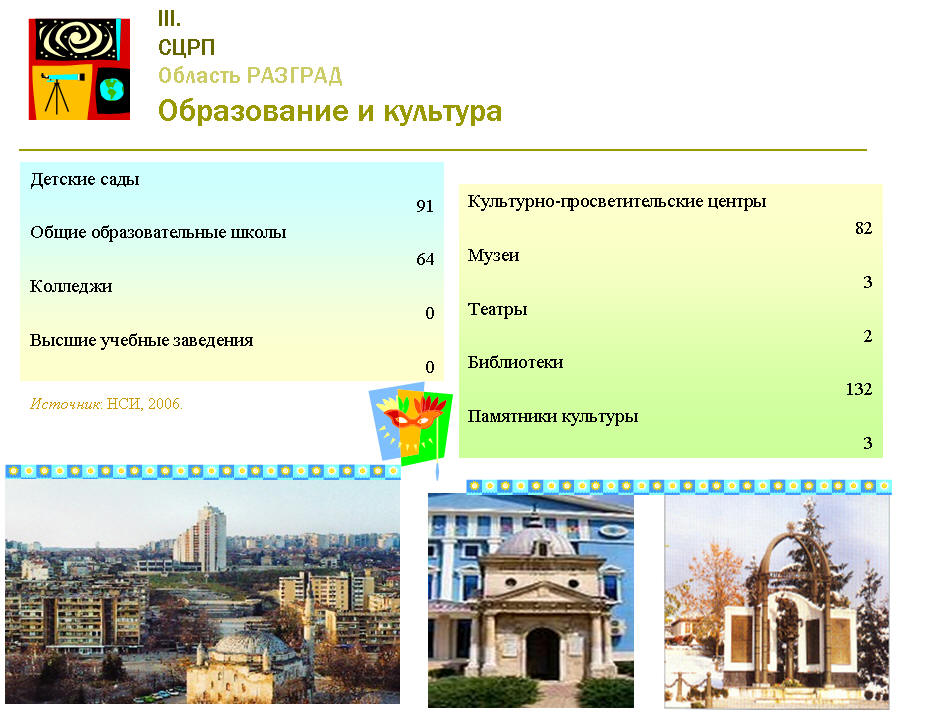 III.
СЦРП
Область РАЗГРАД
Образование и культура
Детские сады
91
Общие образовательные школы
64
Колледжи
0
Высшие учебные заведения
0
Источник: НСИ, 2006.
Культурно-просветительские центры
82
Музеи
3
Театры
2
Библиотеки
132
Памятники культуры
3